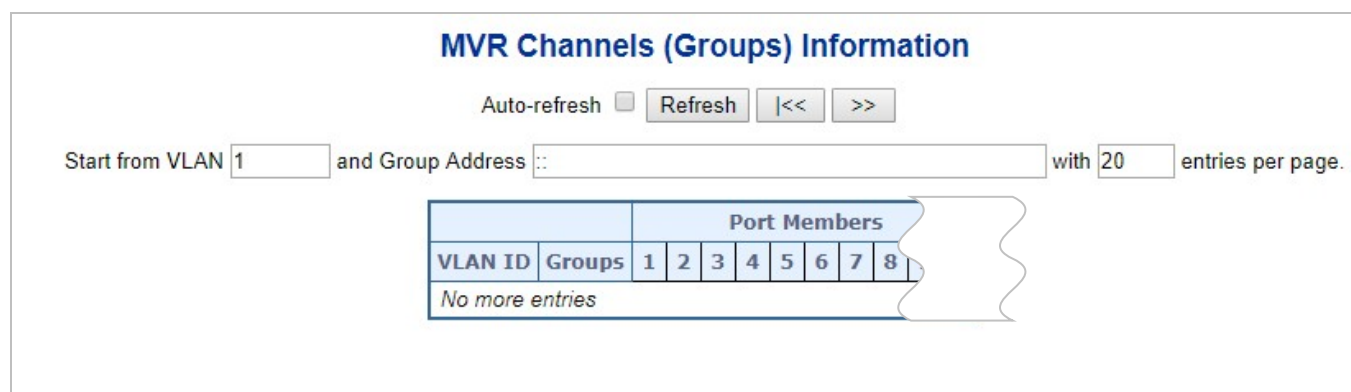 MVR Channels (Groups) Information
Auto-refresh Refresh |<< >>
Start from VLAN 1 and Group Address :: with 20 entries per page.
Port Members
VLAN ID Groups 1 2 3 4 5 6 7 8
No more entries